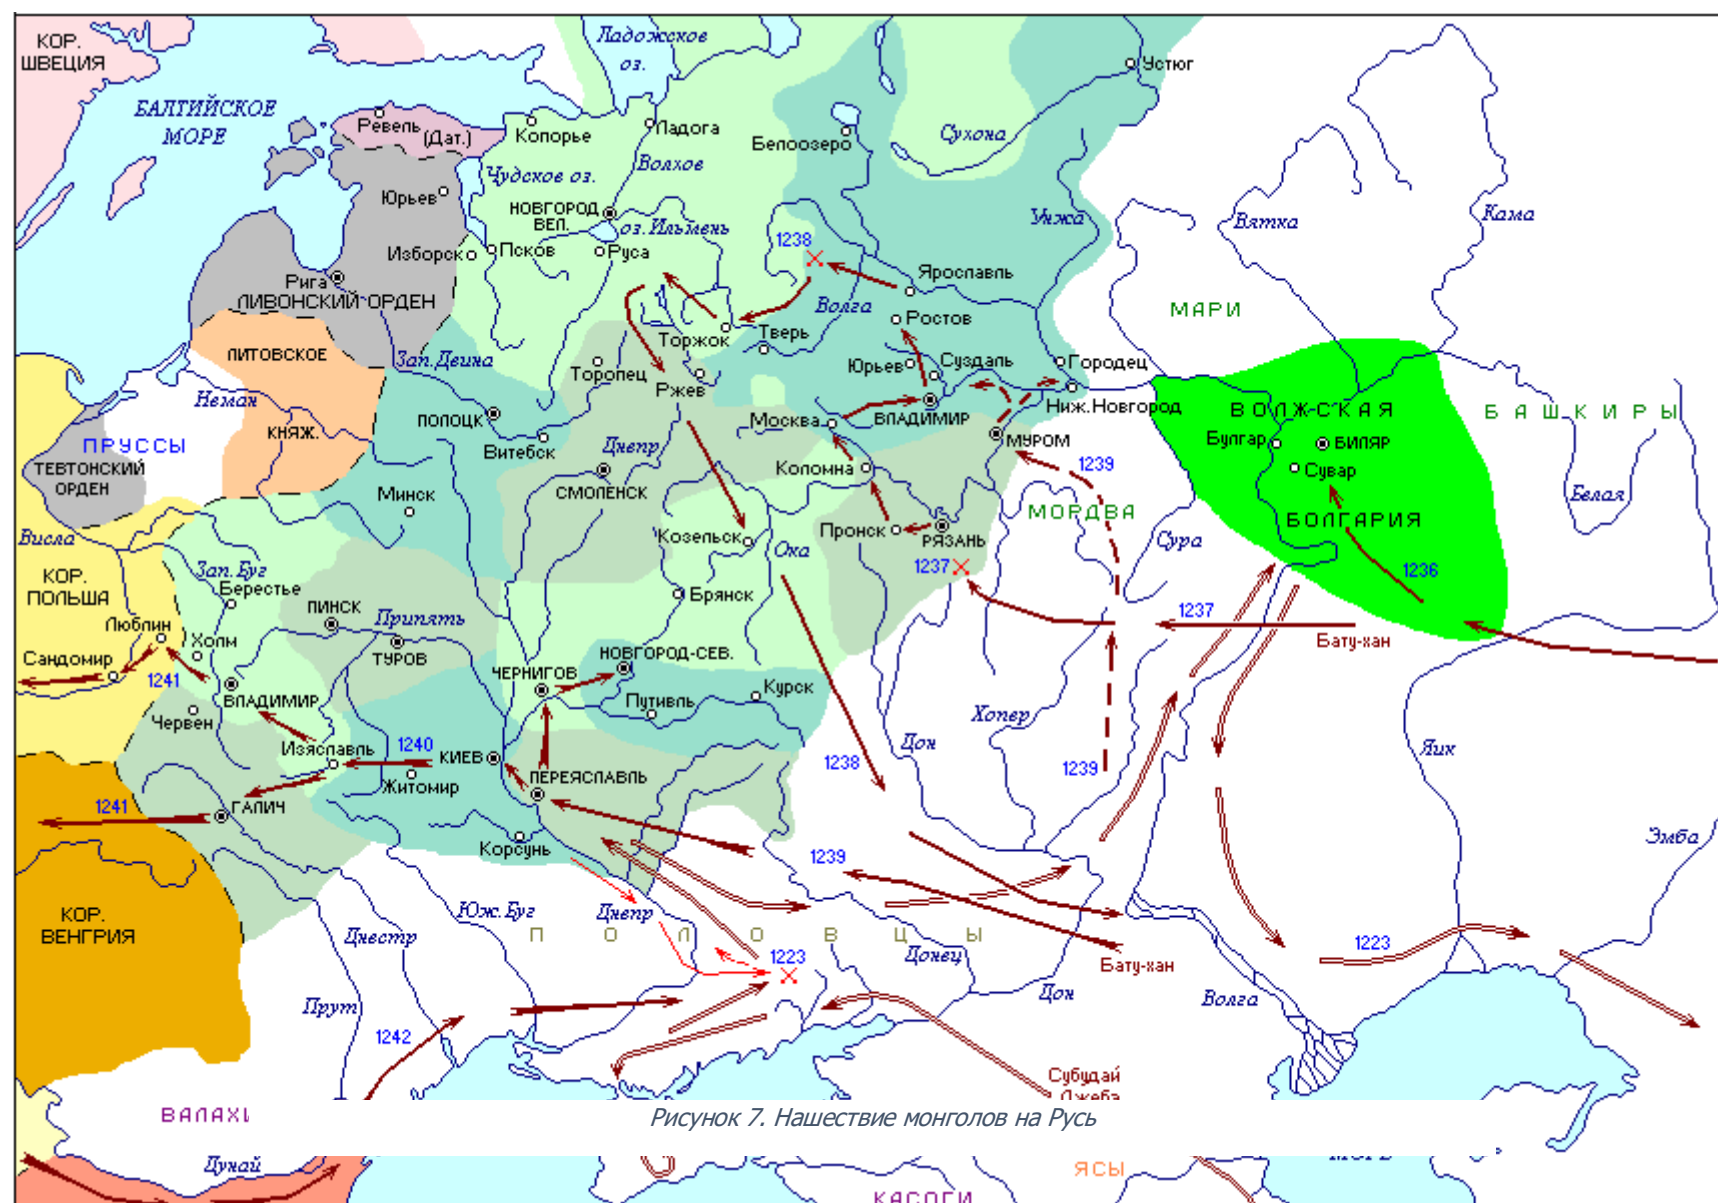 КОР.
ШВЕЦИЯ
БАЛТИЙСКОЕ
МОРЕ
Ладожское
оз.
Устюг
Ревель
(Дат.)
Копорье
Ладога
Белоозеро
Сухона
Чудское оз.
Волхов
Юрьев
НОВГОРОД
ВЕЛ.
оз. Ильмень
Унжа
Вятка
Кама
1238
Изборск
Псков
Руса
Ярославль
Рига
ЛИВОНСКИЙ ОРДЕН
Волга
Ростов
МАРИ
Торжок
Тверь
ЛИТОВСКОЕ
Зап.Двина
Торопец
Юрьев
Суздаль
Городец
Ржев
Неман
КНЯЖ.
ПОЛОЦК
Москва
ВЛАДИМИР
Ниж.Новгород
ВОЛЖСКАЯ
БАШКИРЫ
ПРУССЫ
Витебск
Днепр
МУРОМ
Булгар
БИЛЯР
ТЕВТОНСКИЙ
ОРДЕН
Коломна
1239
Сувар
Минск
СМОЛЕНСК
Белая
Висла
Козельск
Ока
Пронск
РЯЗАНЬ
МОРДВА
Сура
БОЛГАРИЯ
1237
1236
КОР.
ПОЛЬША
Зап.Буг
Берестье
ПИНСК
Припять
Брянск
1237
Люблин
Холм
Бату-хан
Сандомир
ТУРОВ
НОВГОРОД-СЕВ.
1241
ВЛАДИМИР
ЧЕРНИГОВ
Путивль
Курск
Червен
Хопер
Изяславль
1240
КИЕВ
Дон
Яик
1238
1239
Житомир
ПЕРЕЯСЛАВЛЬ
1241
ГАЛИЧ
Корсунь
1239
Эмба
КОР.
ВЕНГРИЯ
Юж.Буг
Днепр
Днестр
ПОЛОВЦЫ
1223
Донец
1223
Бату-хан
Прут
Дон
Волга
1242
Субудай
Джеба
ВАЛАХ
Рисунок 7. Нашествие монголов на Русь
Дунай
МОРЕ
ЯСЫ
КАСОГИ